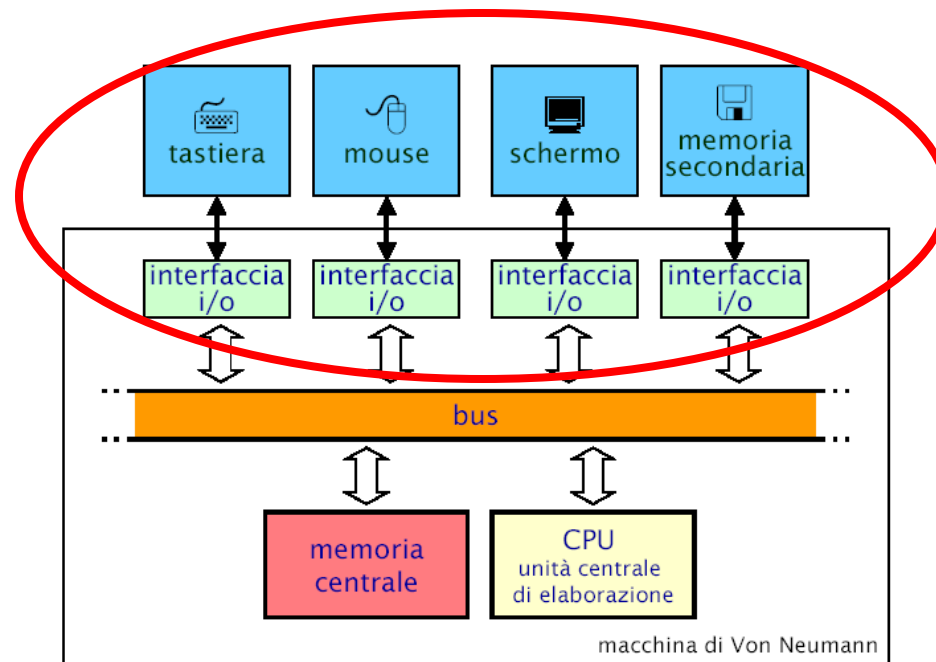 tastiera
mouse
schermo
memoria
secondaria
interfaccia
i/o
interfaccia
i/o
interfaccia
i/o
interfaccia
i/o
bus
memoria
centrale
CPU
unità centrale
di elaborazione
macchina di Von Neumann